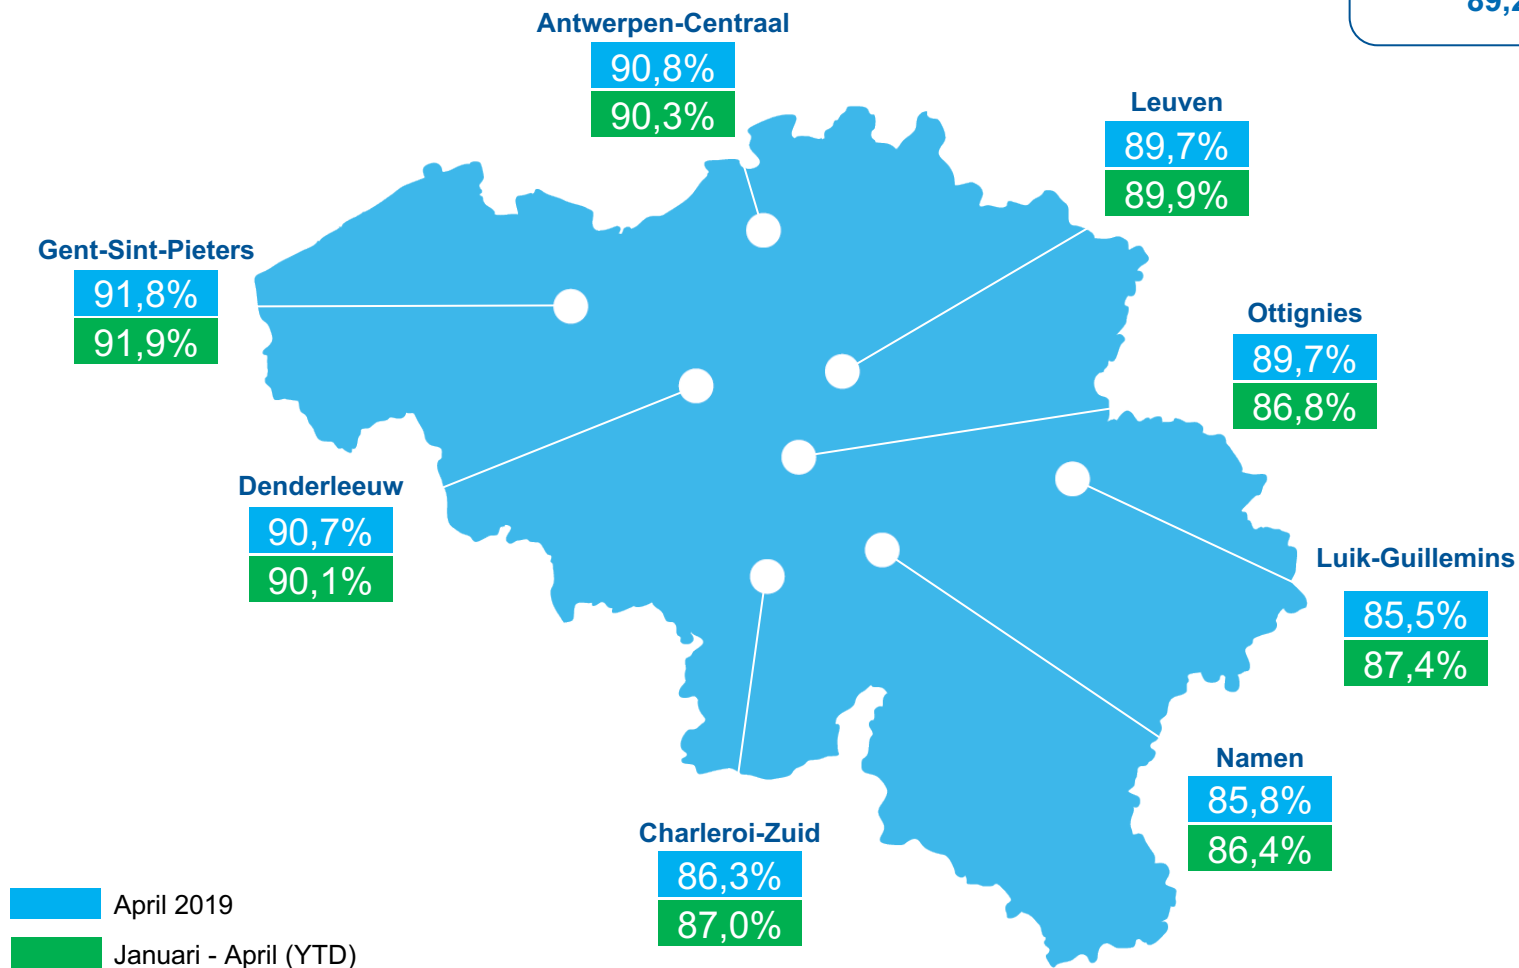 Antwerpen-Centraal
90,8%
90,3%
Leuven
89,7%
89,9%
Gent-Sint-Pieters
91,8%
91,9%
Ottignies
89,7%
86,8%
Denderleeuw
90,7%
90,1%
Luik-Guillemins
85,5%
87,4%
Namen
85,8%
86,4%
Charleroi-Zuid
86,3%
87,0%
April 2019
Januari - April (YTD)